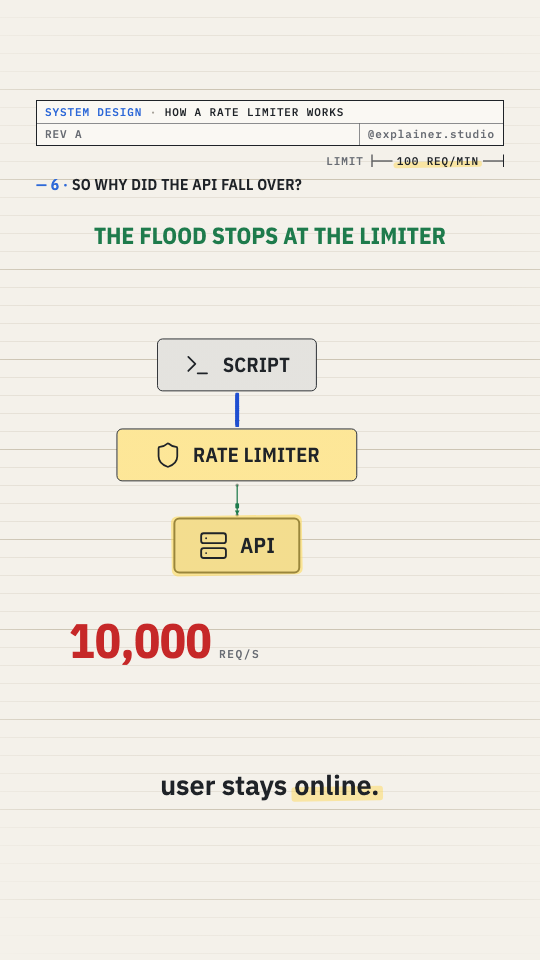 SYSTEM DESIGN · HOW A RATE LIMITER WORKS
REV A @explainer.studio
LIMIT 100 REQ/MIN
— 6 · SO WHY DID THE API FALL OVER?
THE FLOOD STOPS AT THE LIMITER
SCRIPT
RATE LIMITER
API
10,000 REQ/S
user stays online.